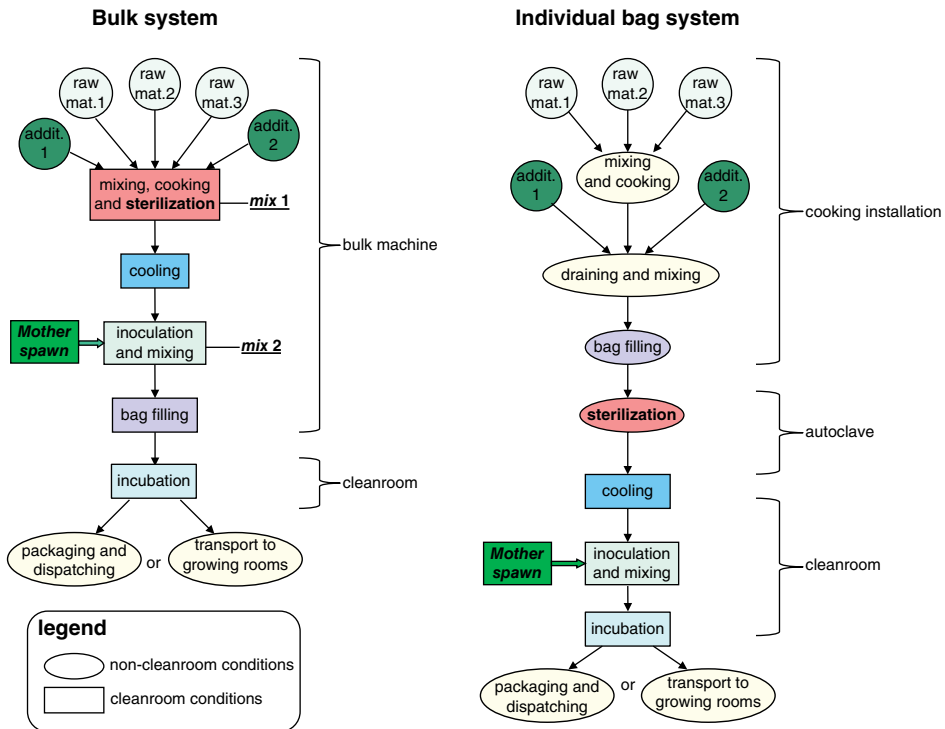 Bulk system
raw
mat.1
raw
mat.2
raw
mat.3
addit.
1
addit.
2
mixing, cooking
and sterilization
mix 1
cooling
bulk machine
Mother
spawn
inoculation
and mixing
mix 2
bag filling
incubation
cleanroom
packaging and
dispatching
or
transport to
growing rooms
legend
non-cleanroom conditions
cleanroom conditions
Individual bag system
raw
mat.1
raw
mat.2
raw
mat.3
mixing
and cooking
addit.
1
addit.
2
cooking installation
draining and mixing
bag filling
sterilization
autoclave
cooling
Mother
spawn
inoculation
and mixing
cleanroom
incubation
packaging and
dispatching
or
transport to
growing rooms